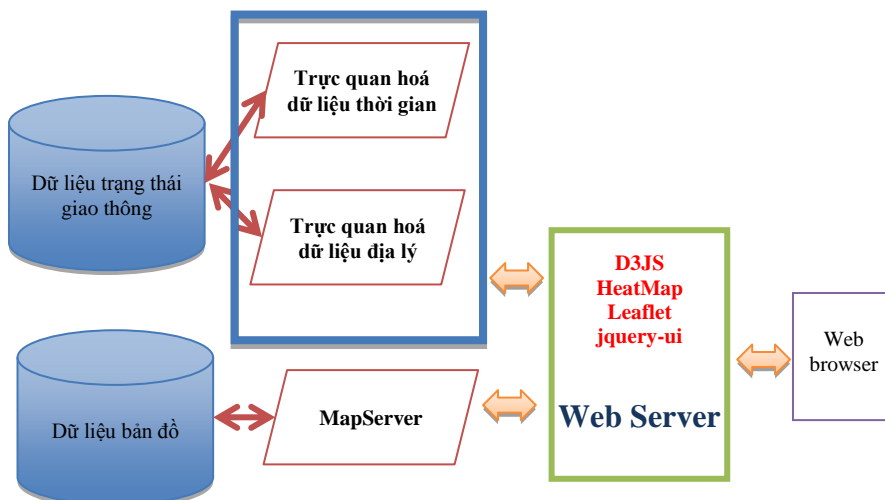 Trực quan hoá
dữ liệu thời gian
Dữ liệu trạng thái
giao thông
Trực quan hoá
dữ liệu địa lý
D3JS
HeatMap
Leaflet
jquery-ui
Web
browser
Dữ liệu bản đồ
MapServer
Web Server